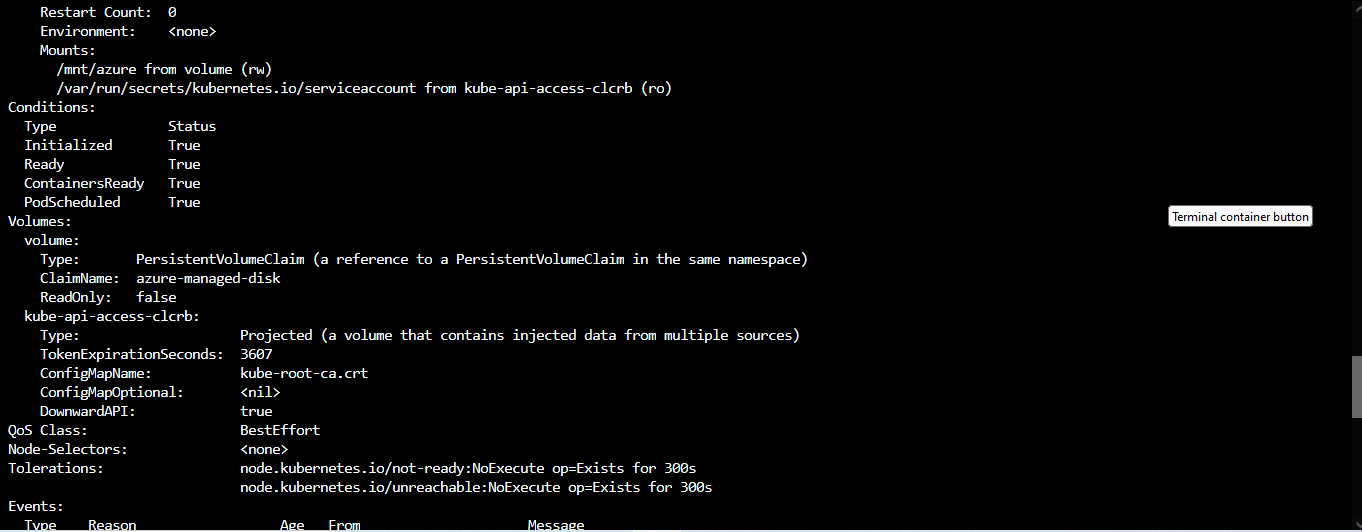 Restart Count:  0
Environment:    <none>
Mounts:
/mnt/azure from volume (rw)
/var/run/secrets/kubernetes.io/serviceaccount from kube-api-access-clcrb (ro)
Conditions:
Type              Status
Initialized       True
Ready             True
ContainersReady   True
PodScheduled      True
Terminal container button
Volumes:
volume:
Type:       PersistentVolumeClaim (a reference to a PersistentVolumeClaim in the same namespace)
ClaimName:  azure-managed-disk
ReadOnly:   false
kube-api-access-clcrb:
Type:                    Projected (a volume that contains injected data from multiple sources)
TokenExpirationSeconds:  3607
ConfigMapName:           kube-root-ca.crt
ConfigMapOptional:       <nil>
DownwardAPI:             true
QoS Class:                   BestEffort
Node-Selectors:              <none>
Tolerations:                 node.kubernetes.io/not-ready:NoExecute op=Exists for 300s
node.kubernetes.io/unreachable:NoExecute op=Exists for 300s
Events:
Type    Reason                  Age   From                     Message